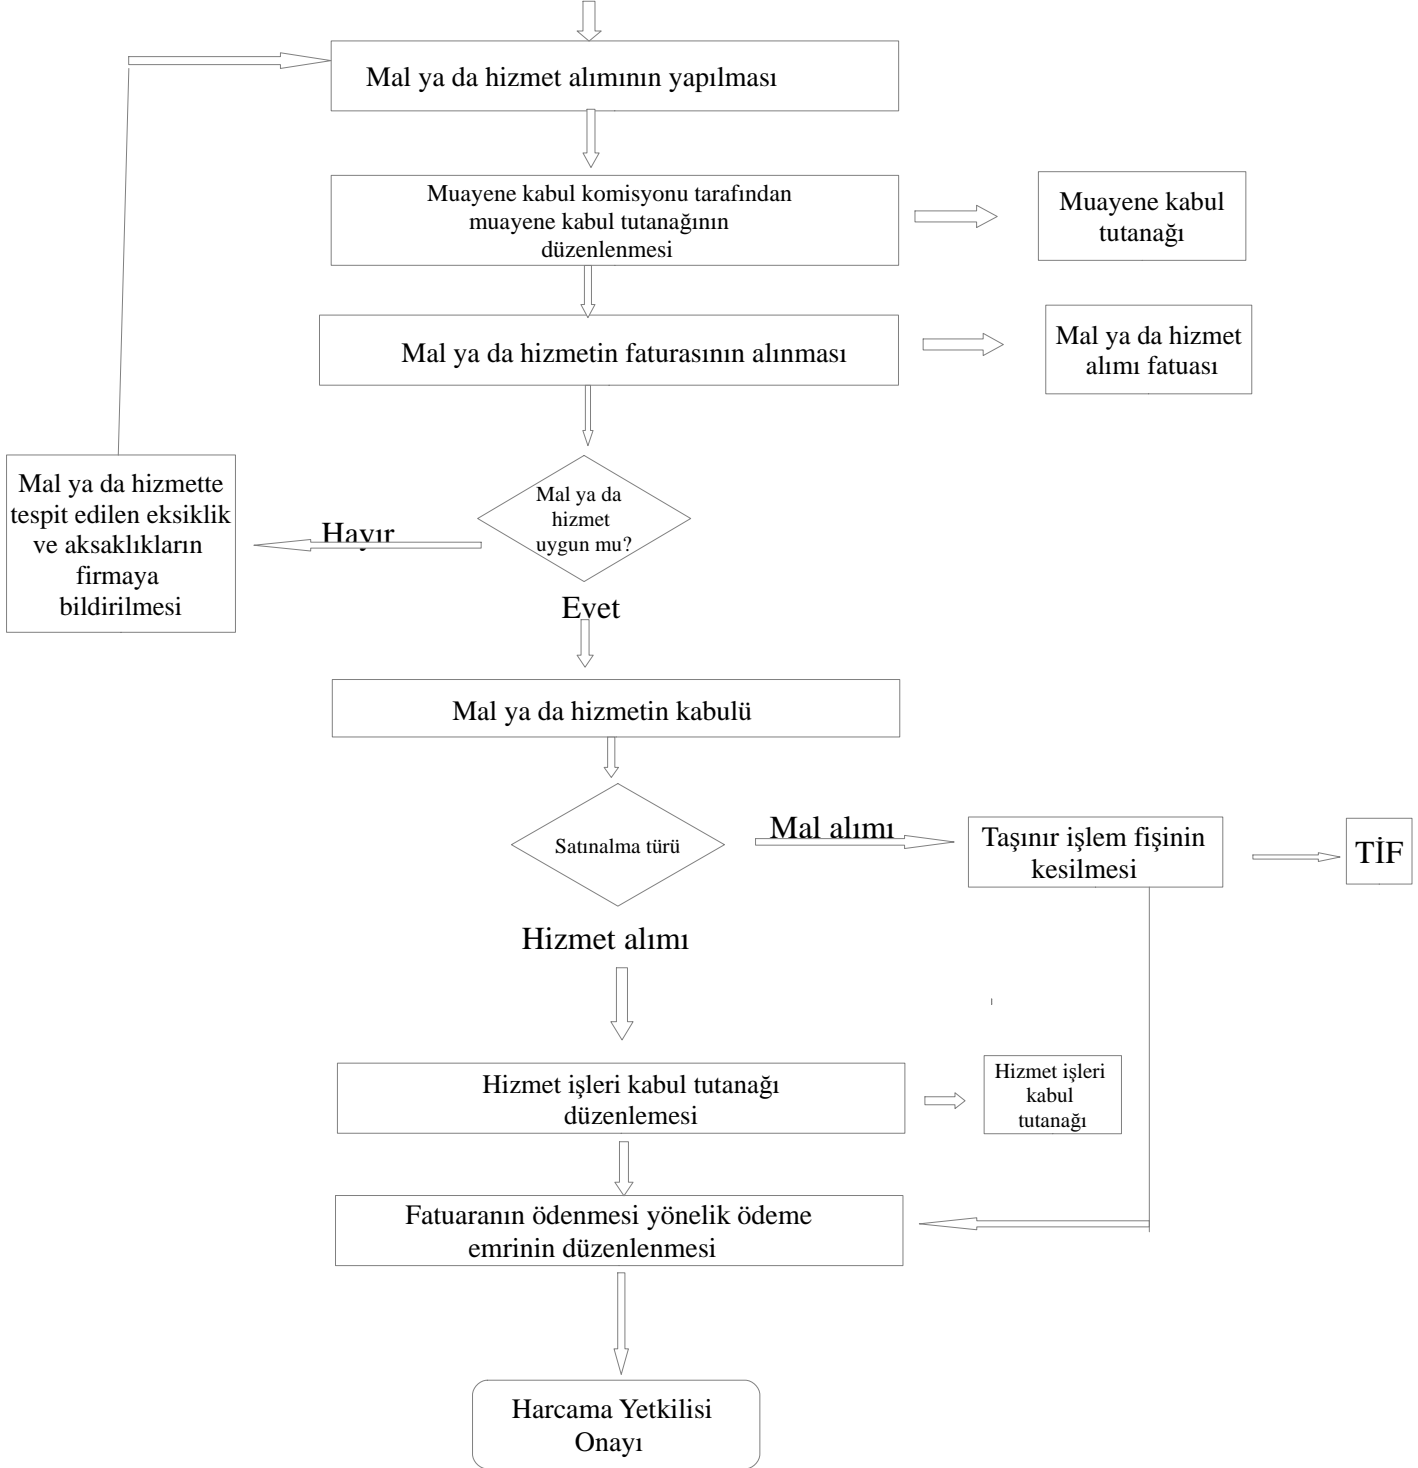 Mal ya da hizmet alımının yapılması
Muayene kabul komisyonu tarafından
muayene kabul tutanağının
düzenlenmesi
Muayene kabul
tutanağı
Mal ya da hizmetin faturasının alınması
Mal ya da hizmet
alımı fatuası
Mal ya da hizmette
tespit edilen eksiklik
ve aksaklıkların
firmaya
bildirilmesi
Hayır
Mal ya da
hizmet
uygun mu?
Evet
Mal ya da hizmetin kabulü
Satınalma türü
Mal alımı
Taşınır işlem fişinin
kesilmesi
TİF
Hizmet alımı
Hizmet işleri kabul tutanağı
düzenlemesi
Hizmet işleri
kabul
tutanağı
Fatuaranın ödenmesi yönelik ödeme
emrinin düzenlenmesi
Harcama Yetkilisi
Onayı